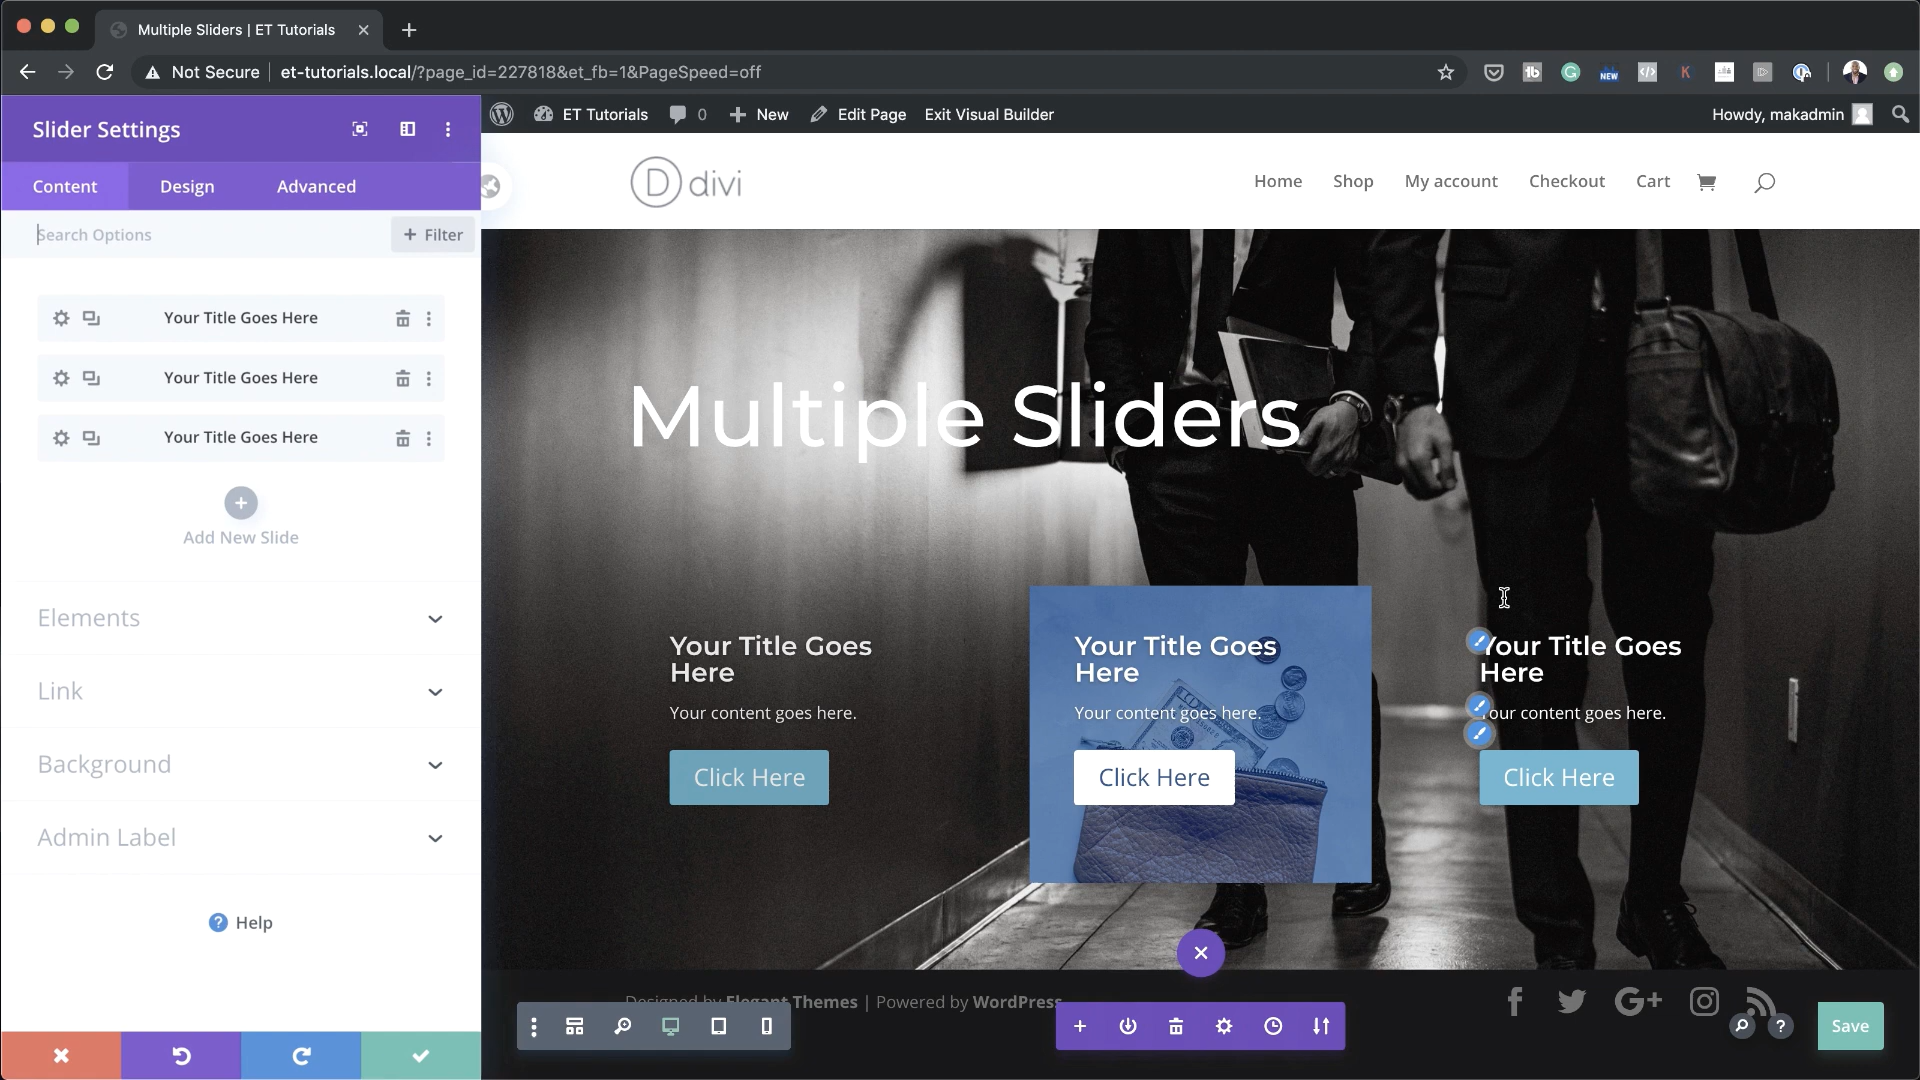 Multiple Sliders | ET Tutorials
Not Secure
et-tutorials.local/?page_id=227818&et_fb=1&PageSpeed=off
Slider Settings
Content
Design
Advanced
Search Options
+ Filter
Your Title Goes Here
Your Title Goes Here
Your Title Goes Here
Add New Slide
Elements
Link
Background
Admin Label
Help
ET Tutorials
0
New
Edit Page
Exit Visual Builder
Howdy, makadmin
D divi
Home
Shop
My account
Checkout
Cart
Multiple Sliders
Your Title Goes
Here
Your content goes here.
Click Here
Your Title Goes
Here
Your content goes here.
Click Here
Your Title Goes
Here
Your content goes here.
Click Here
Designed by Elegant Themes | Powered by WordPress
Save